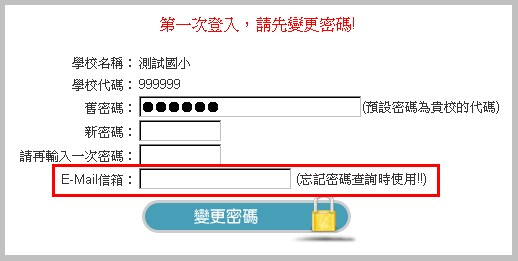 第一次登入，請先變更密碼!
學校名稱：測試國小
學校代碼：999999
舊密碼：●●●●●●(預設密碼為貴校的代碼)
新密碼：
請再輸入一次密碼：
E-Mail信箱：(忘記密碼查詢時使用!!)
變更密碼